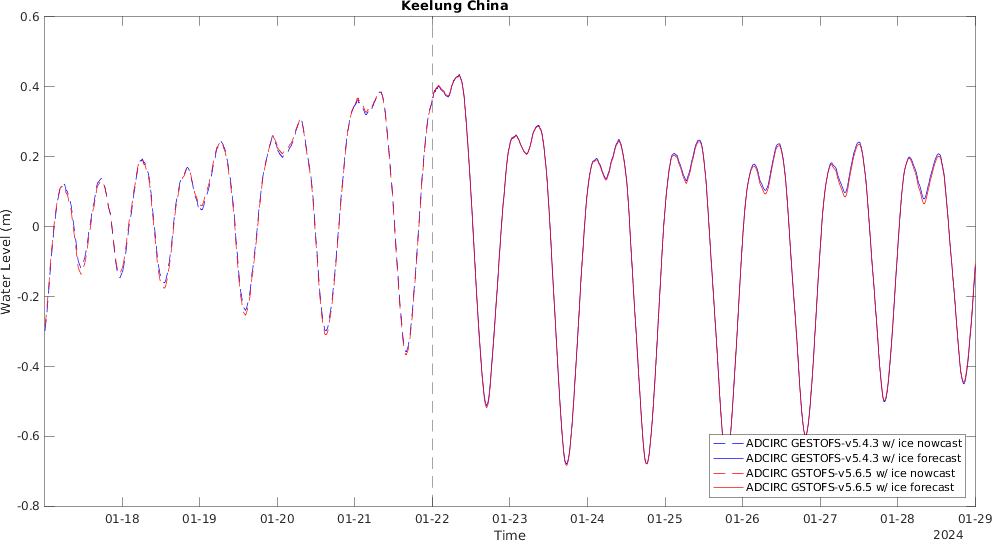 Keelung China
0.6
0.4
0.2
0
-0.2
-0.4
-0.6
-0.8
Water Level (m)
01-18 01-19 01-20 01-21 01-22 01-23 01-24 01-25 01-26 01-27 01-28 01-29
Time
2024
ADCIRC GESTOFS-v5.4.3 w/ ice nowcast
ADCIRC GESTOFS-v5.4.3 w/ ice forecast
ADCIRC GSTOFS-v5.6.5 w/ ice nowcast
ADCIRC GSTOFS-v5.6.5 w/ ice forecast